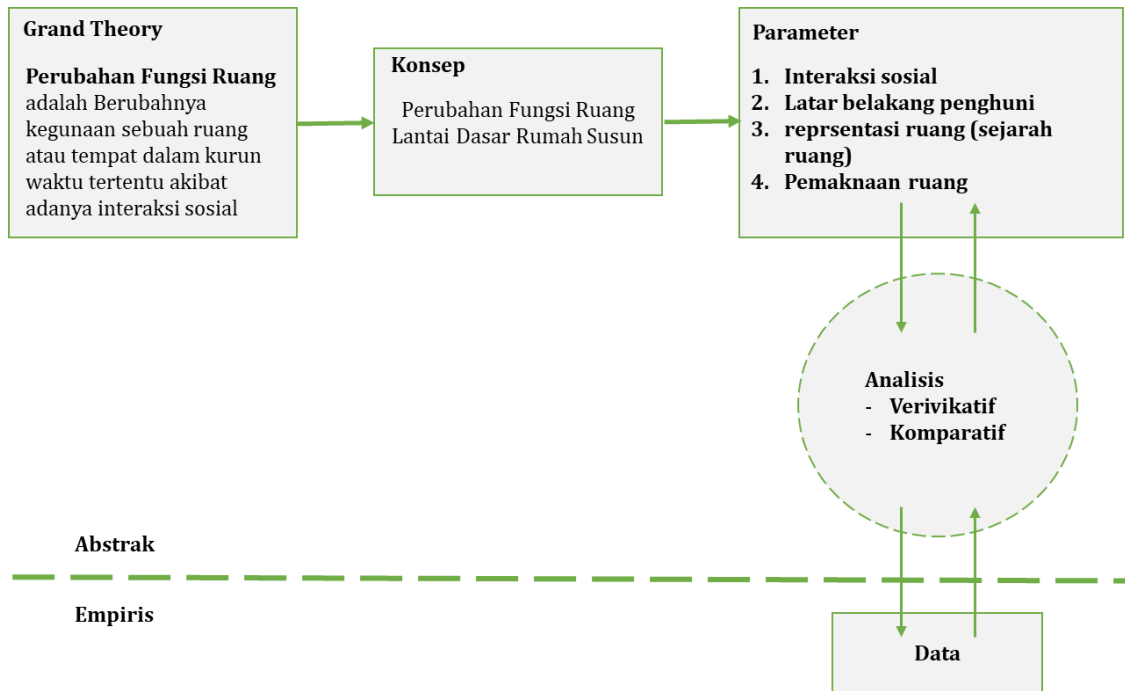 Grand Theory
Perubahan Fungsi Ruang
adalah Berubahnya
kegunaan sebuah ruang
atau tempat dalam kurun
waktu tertentu akibat
adanya interaksi sosial
Konsep
Perubahan Fungsi Ruang
Lantai Dasar Rumah Susun
Parameter
1. Interaksi sosial
2. Latar belakang penghuni
3. reprsentasi ruang (sejarah
ruang)
4. Pemaknaan ruang
Analisis
- Verivikatif
- Komparatif
Abstrak
Empiris
Data